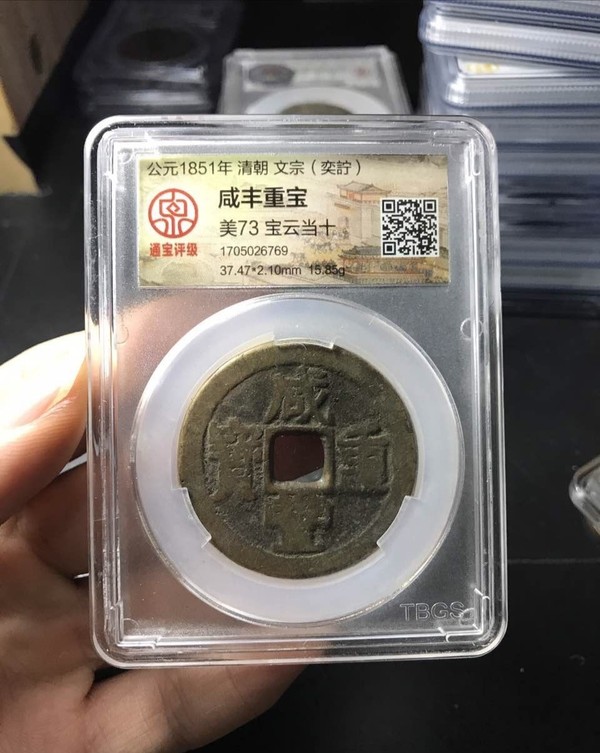 公元1851年 清朝 文宗（奕詝）
咸丰重宝
美73 宝云当十
1705026769
37.47*2.10mm 15.85g
通宝评级
咸
豐
重
寶
TBGS